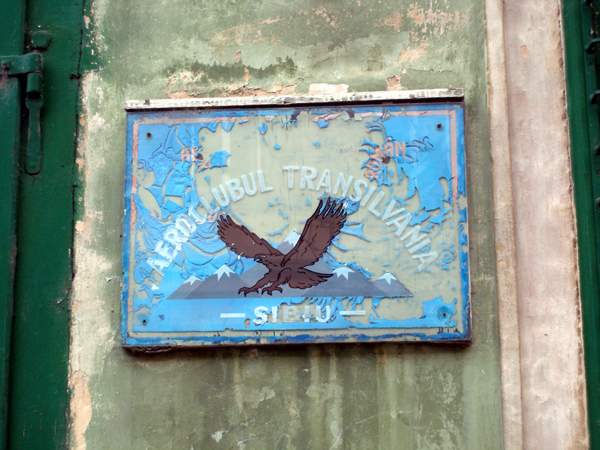 AEROCLUBUL TRANSILVANIA
— SIBIU —